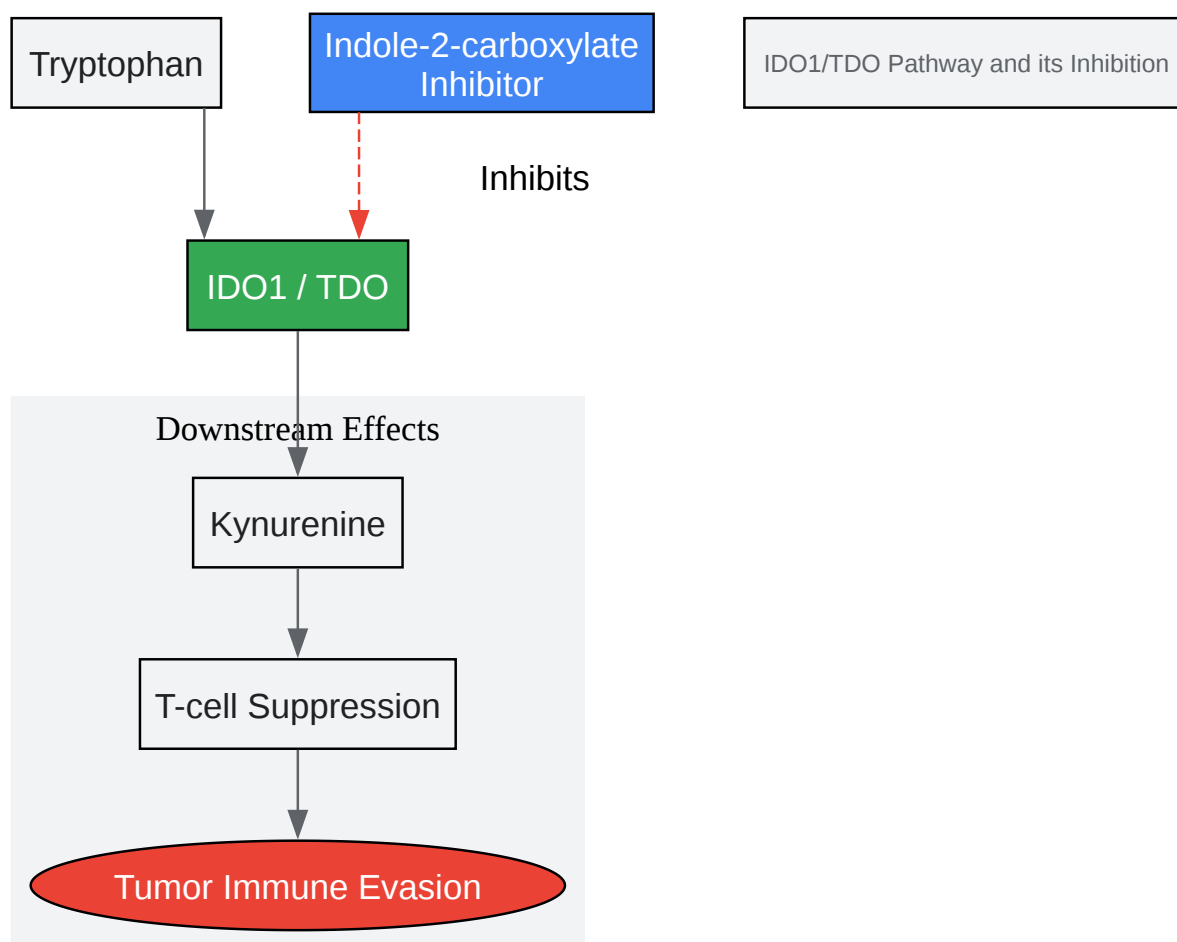 Tryptophan
Indole-2-carboxylate
Inhibitor
IDO1/TDO Pathway and its Inhibition
Inhibits
IDO1 / TDO
Downstream Effects
Kynurenine
T-cell Suppression
Tumor Immune Evasion